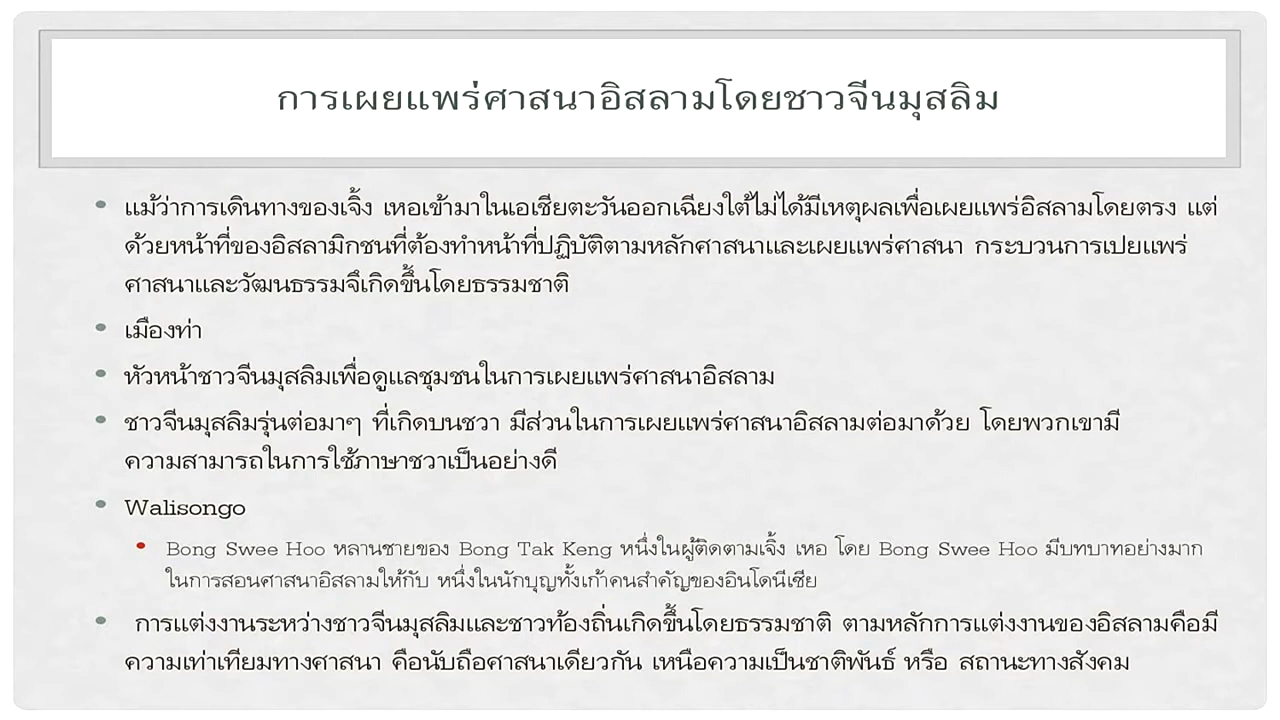 การเผยแพร่ศาสนาอิสลามโดยชาวจีนมุสลิม
• แม้ว่าการเดินทางของเจิ้ง เหอเข้ามาในเอเชียตะวันออกเฉียงใต้ไม่ได้มีเหตุผลเพื่อเผยแพร่อิสลามโดยตรง แต่
ด้วยหน้าที่ของอิสลามิกชนที่ต้องทำหน้าที่ปฏิบัติตามหลักศาสนาและเผยแพร่ศาสนา กระบวนการเปยแพร่
ศาสนาและวัฒนธรรมจึเกิดขึ้นโดยธรรมชาติ
• เมืองท่า
• หัวหน้าชาวจีนมุสลิมเพื่อดูแลชุมชนในการเผยแพร่ศาสนาอิสลาม
• ชาวจีนมุสลิมรุ่นต่อมาๆ ที่เกิดบนชวา มีส่วนในการเผยแพร่ศาสนาอิสลามต่อมาด้วย โดยพวกเขามี
ความสามารถในการใช้ภาษาชวาเป็นอย่างดี
• Walisongo
• Bong Swee Hoo หลานชายของ Bong Tak Keng หนึ่งในผู้ติดตามเจิ้ง เหอ โดย Bong Swee Hoo มีบทบาทอย่างมาก
ในการสอนศาสนาอิสลามให้กับ หนึ่งในนักบุญทั้งเก้าคนสำคัญของอินโดนีเซีย
• การแต่งงานระหว่างชาวจีนมุสลิมและชาวท้องถิ่นเกิดขึ้นโดยธรรมชาติ ตามหลักการแต่งงานของอิสลามคือมี
ความเท่าเทียมทางศาสนา คือนับถือศาสนาเดียวกัน เหนือความเป็นชาติพันธ์ หรือ สถานะทางสังคม